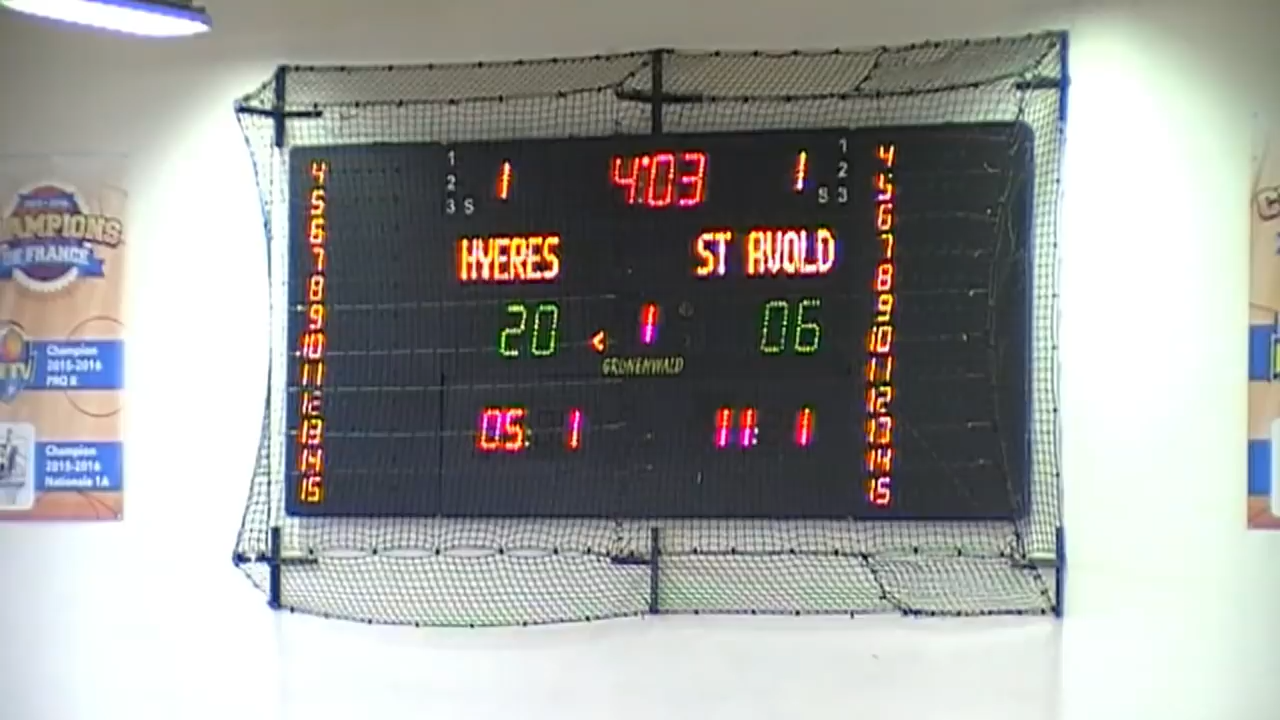 1 4:03 1
1 1
2 2
3 S S 3
HYERES ST AVOLD
20 < 1 06
GRÜNENWALD
05: 1 11: 1
4 4
5 5
6 6
7 7
8 8
9 9
10 10
11 11
12 12
13 13
14 14
15 15
CHAMPIONS
DE FRANCE
Champion
2015-2016
PRO B
Champion
2015-2016
Nationale 1A